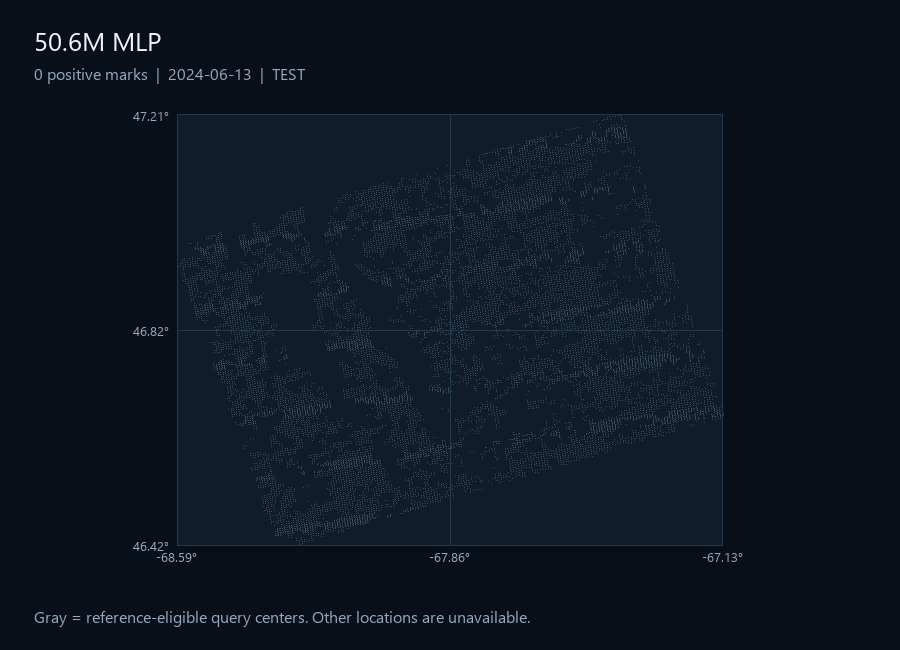 50.6M MLP
0 positive marks | 2024-06-13 | TEST
47.21°
46.82°
46.42°
-68.59°
-67.86°
-67.13°
Gray = reference-eligible query centers. Other locations are unavailable.